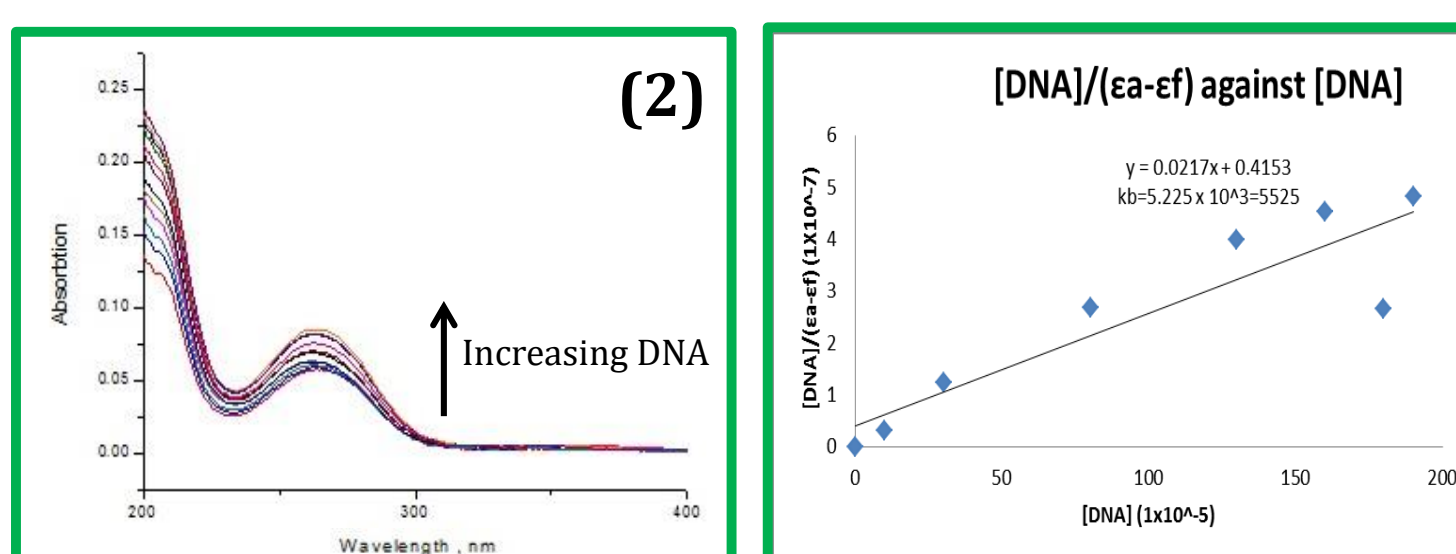 (2)
0.25
0.20
0.15
0.10
0.05
0.00
Absorbtion
Increasing DNA
200
300
400
Wavelength , nm
[DNA]/(εa-εf) against [DNA]
y = 0.0217x + 0.4153
kb=5.225 x 10^3=5525
[DNA]/(εa-εf) (1X10^-7)
6
5
4
3
2
1
0
0
50
100
150
200
[DNA] (1x10^-5)